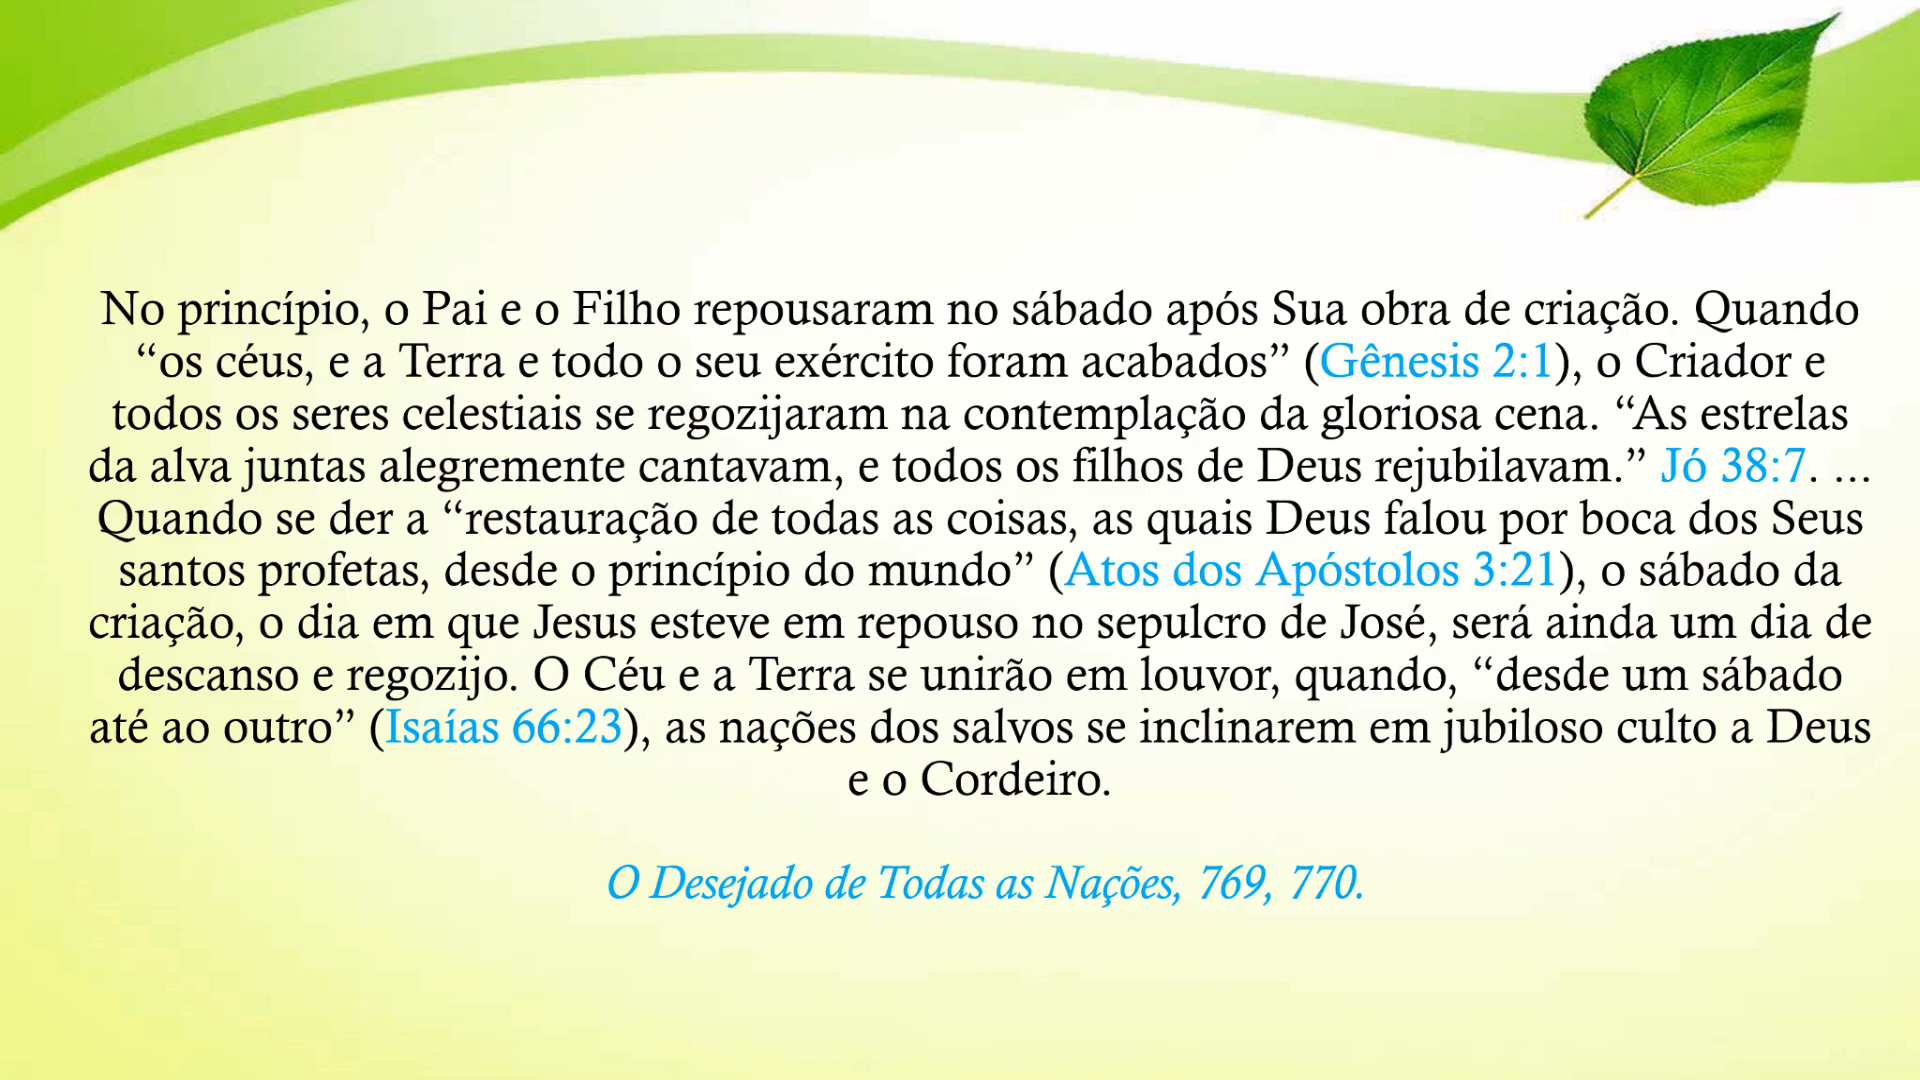 No princípio, o Pai e o Filho repousaram no sábado após Sua obra de criação. Quando
“os céus, e a Terra e todo o seu exército foram acabados” (Gênesis 2:1), o Criador e
todos os seres celestiais se regozijaram na contemplação da gloriosa cena. “As estrelas
da alva juntas alegremente cantavam, e todos os filhos de Deus rejubilavam.” Jó 38:7. ...
Quando se der a “restauração de todas as coisas, as quais Deus falou por boca dos Seus
santos profetas, desde o princípio do mundo” (Atos dos Apóstolos 3:21), o sábado da
criação, o dia em que Jesus esteve em repouso no sepulcro de José, será ainda um dia de
descanso e regozijo. O Céu e a Terra se unirão em louvor, quando, “desde um sábado
até ao outro” (Isaías 66:23), as nações dos salvos se inclinarem em jubiloso culto a Deus
e o Cordeiro.
O Desejado de Todas as Nações, 769, 770.